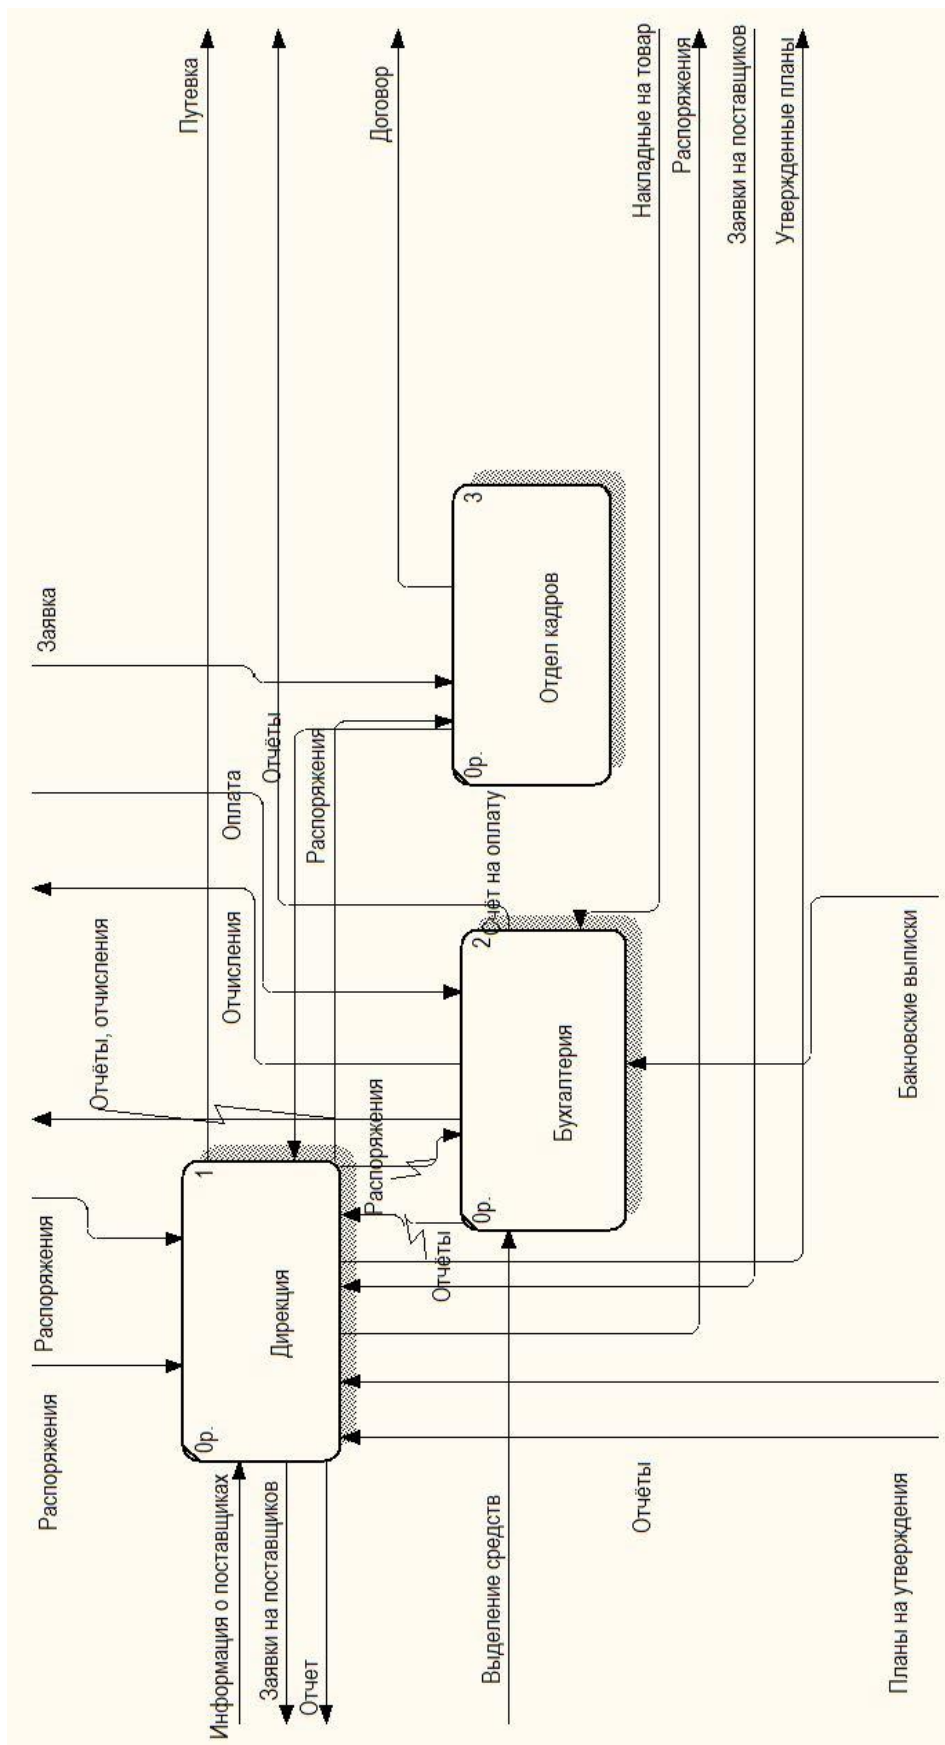 Распоряжения
Распоряжения
Заявка
Отчёты, отчисления
Путевка
0р.
1
Информация о поставщиках
Отчисления
Оплата
Заявки на поставщиков
Дирекция
Отчёты
Отчет
Распоряжения
Распоряжения
Договор
Отчёты
0р.
2
0р.
3
Выделение средств
Счёт на оплату
Бухгалтерия
Отдел кадров
Отчёты
Накладные на товар
Распоряжения
Заявки на поставщиков
Утвержденные планы
Планы на утверждения
Бакновские выписки